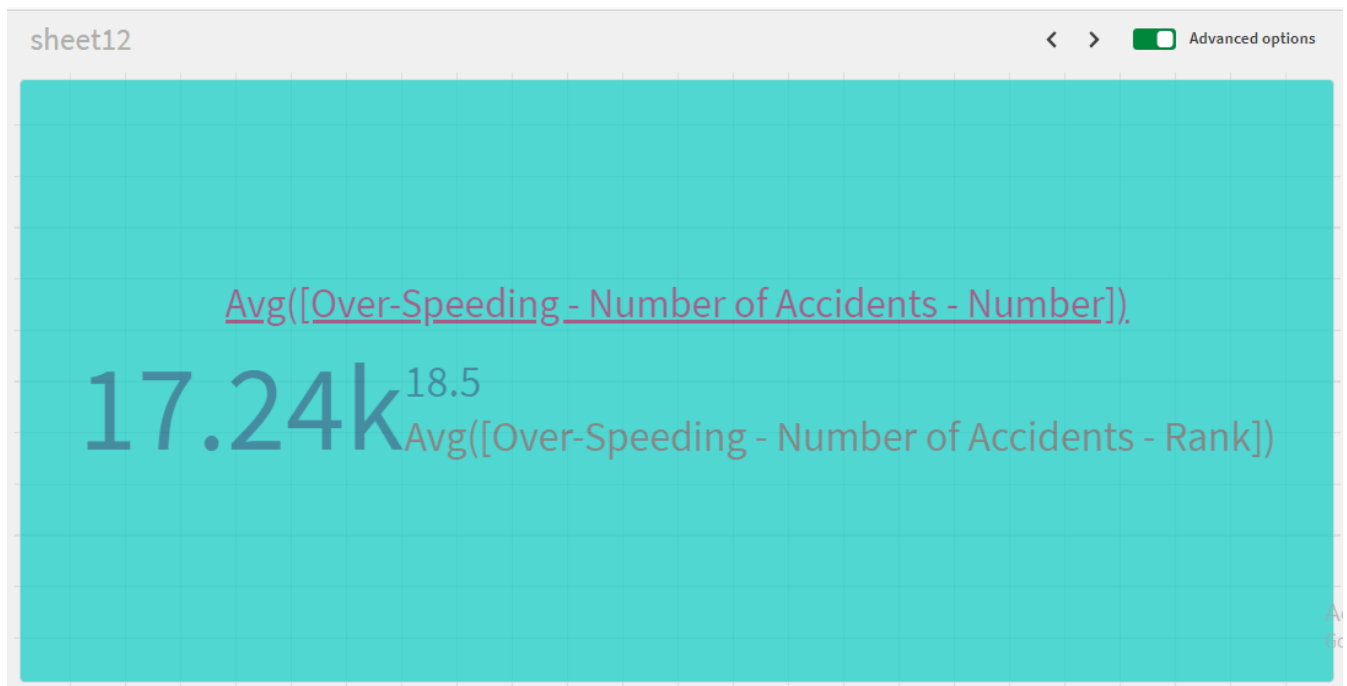 sheet12
Advanced options
Avg([Over-Speeding - Number of Accidents - Number])
17.24k
18.5
Avg([Over-Speeding - Number of Accidents - Rank])